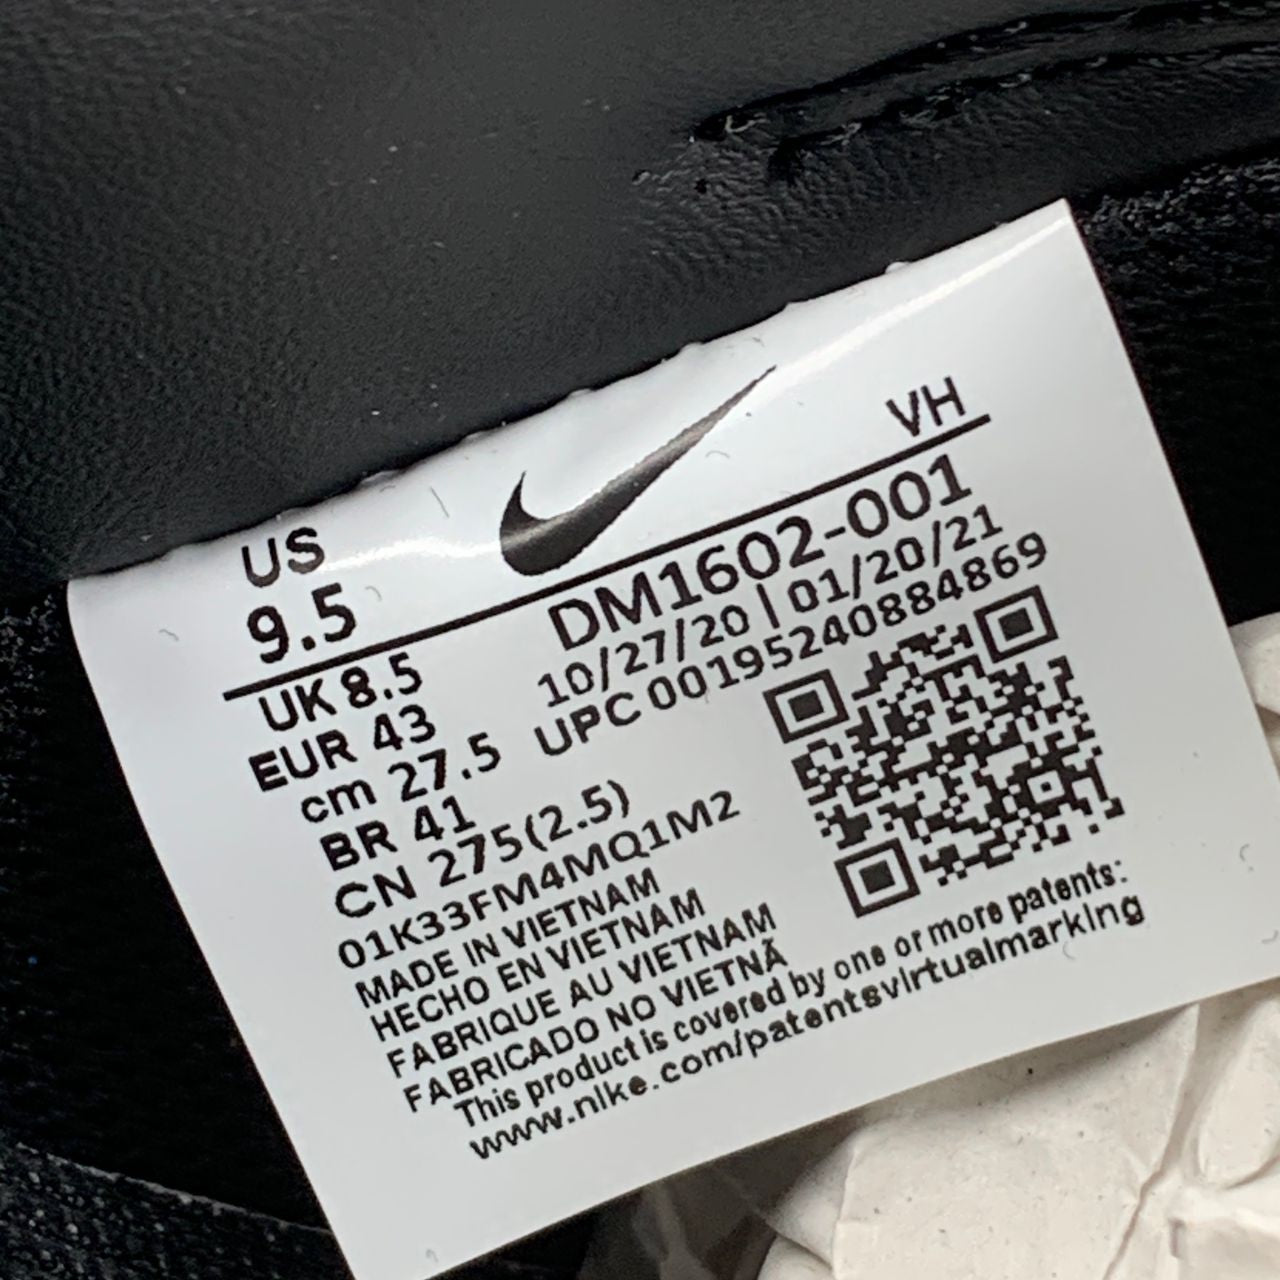 VH
US
9.5
DM1602-001
10/27/20 | 01/20/21
UPC 00195240884869
UK 8.5
EUR 43
cm 27.5
BR 41
CN 275(2.5)
01K33FM4MQ1M2
MADE IN VIETNAM
HECHO EN VIETNAM
FABRIQUE AU VIETNAM
FABRICADO NO VIETNÃ
This product is covered by one or more patents:
www.nike.com/patentsvirtualmarking